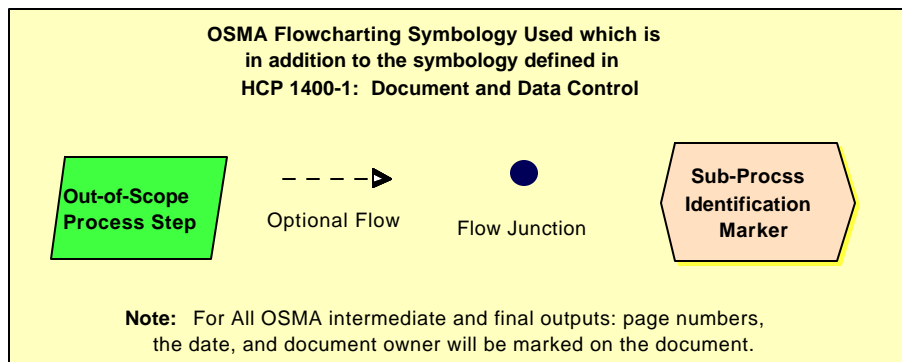 OSMA Flowcharting Symbology Used which is
in addition to the symbology defined in
HCP 1400-1: Document and Data Control
Out-of-Scope
Process Step
Optional Flow
Flow Junction
Sub-Procss
Identification
Marker
Note: For All OSMA intermediate and final outputs: page numbers,
the date, and document owner will be marked on the document.